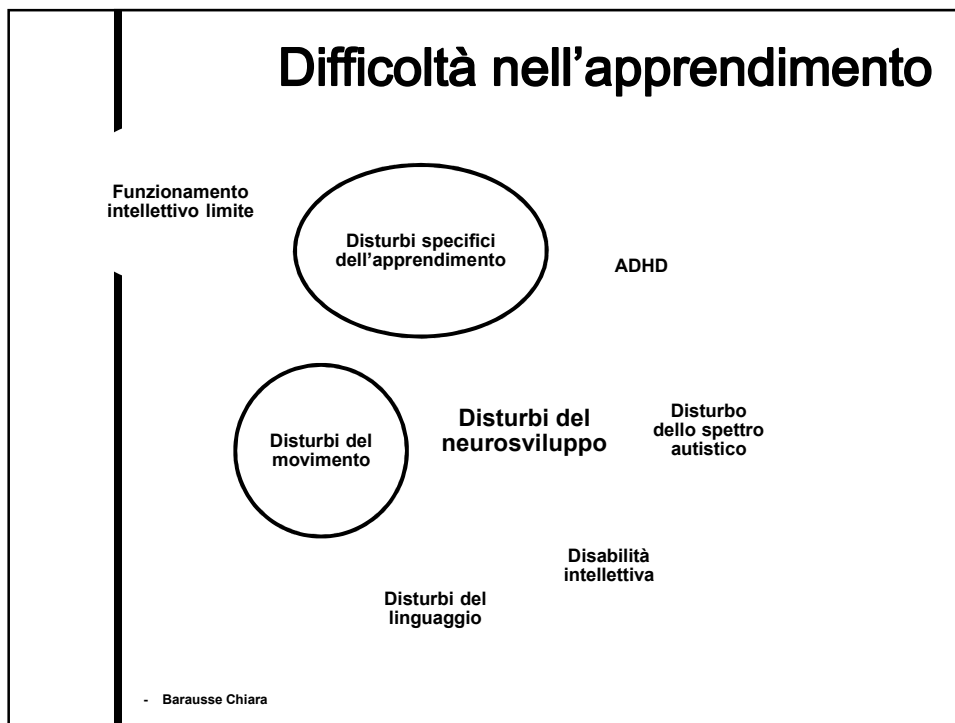 Difficoltà nell’apprendimento
Funzionamento
intellettivo limite
Disturbi specifici
dell’apprendimento
ADHD
Disturbi del
movimento
Disturbi del
neurosviluppo
Disturbo
dello spettro
autistico
Disabilità
intellettiva
Disturbi del
linguaggio
- Barausse Chiara